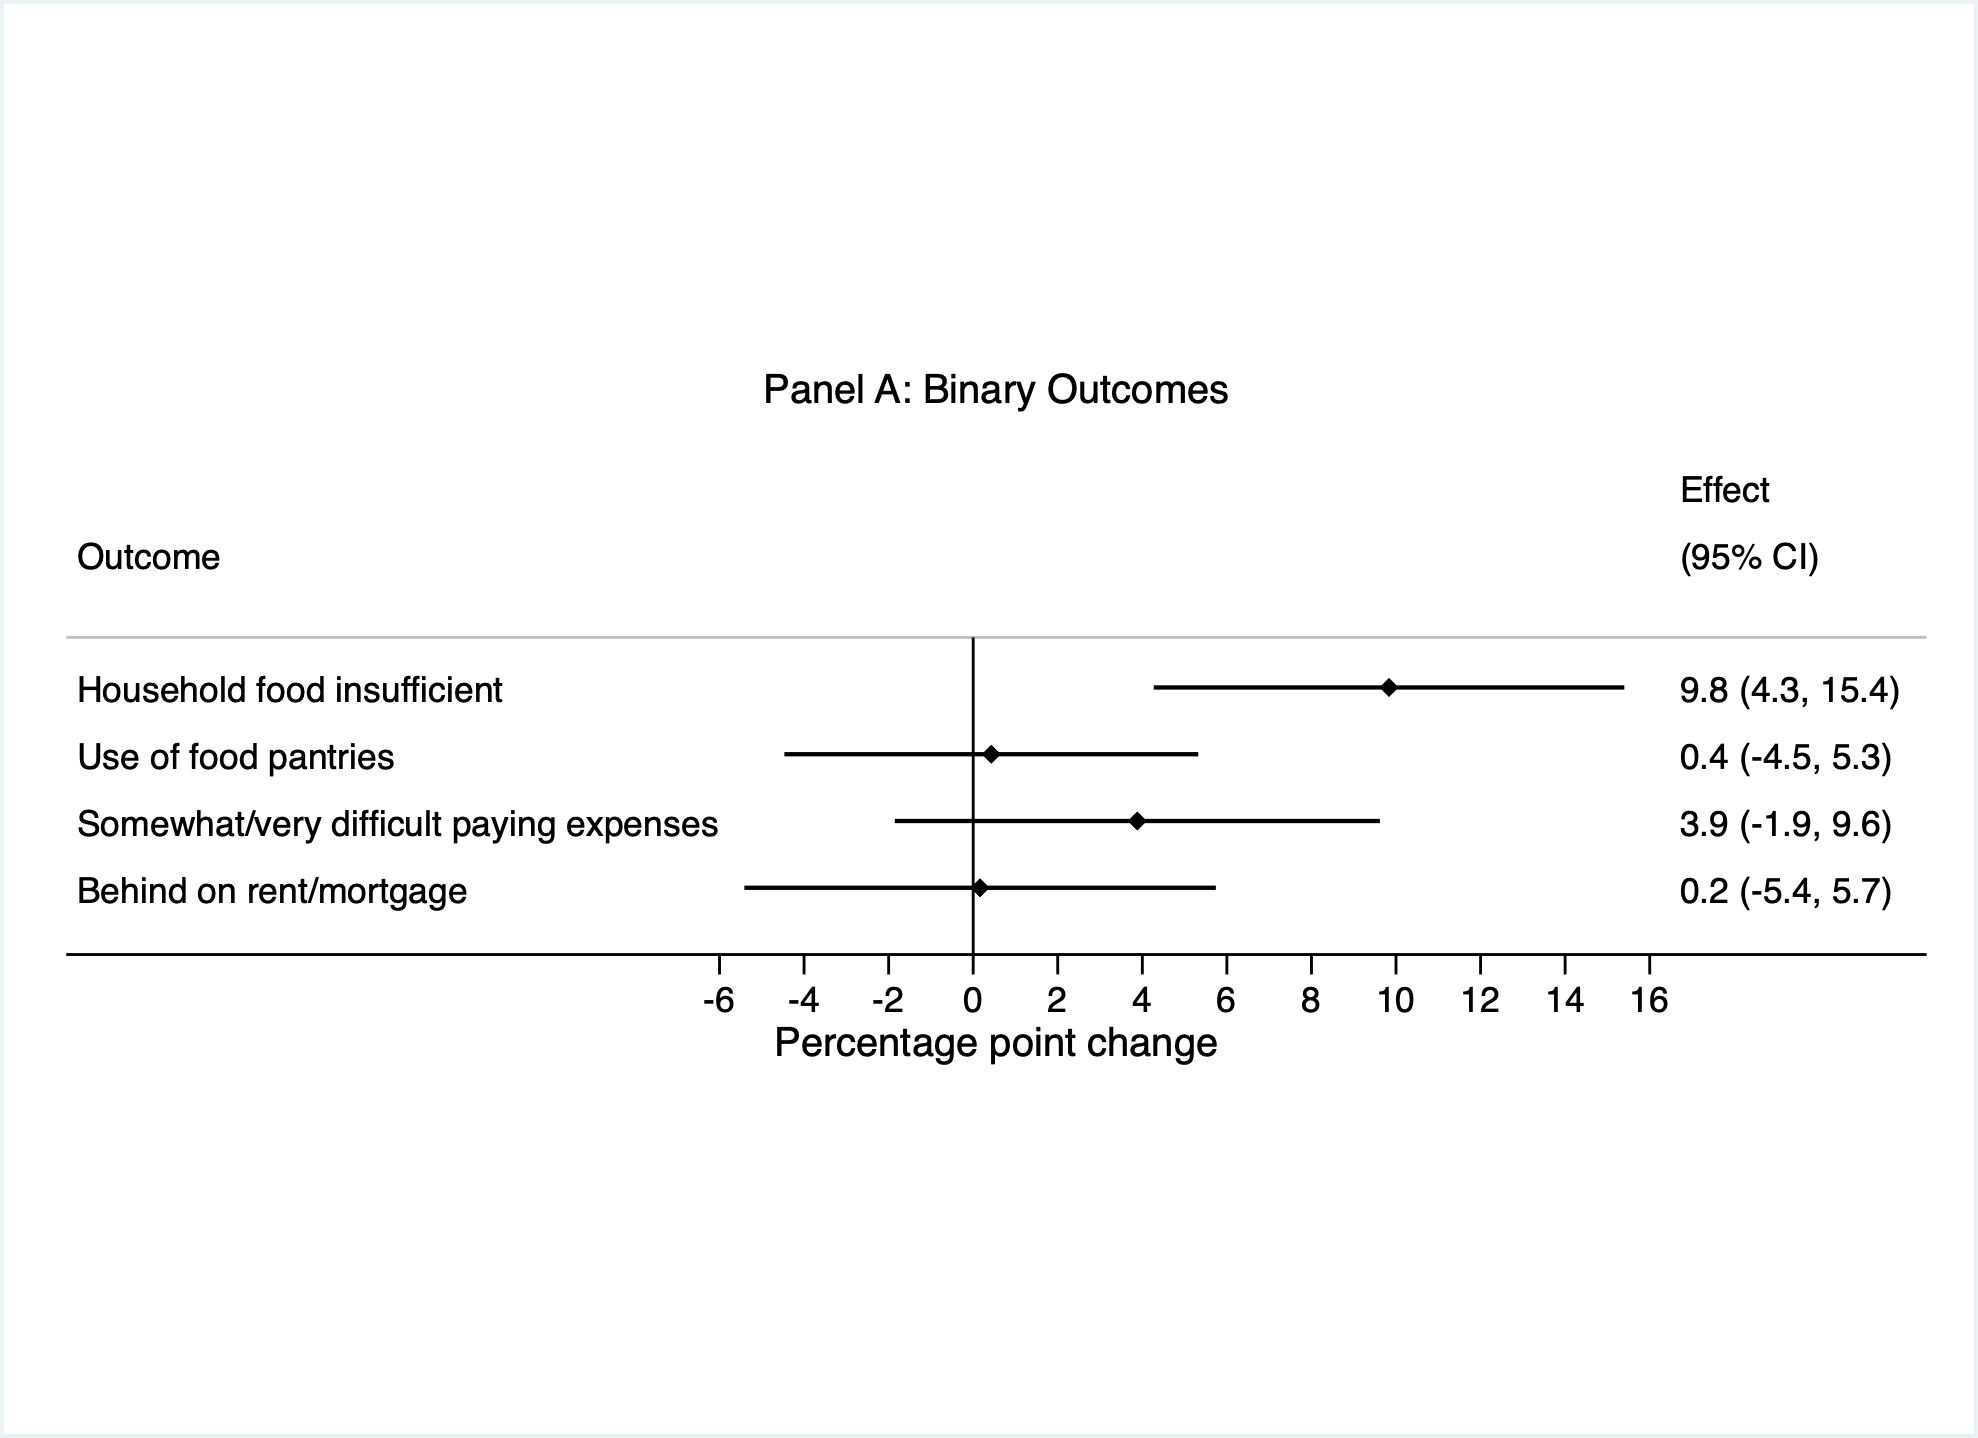 Panel A: Binary Outcomes
Effect
Outcome (95% CI)
Household food insufficient 9.8 (4.3, 15.4)
Use of food pantries 0.4 (-4.5, 5.3)
Somewhat/very difficult paying expenses 3.9 (-1.9, 9.6)
Behind on rent/mortgage 0.2 (-5.4, 5.7)
-6 -4 -2 0 2 4 6 8 10 12 14 16
Percentage point change